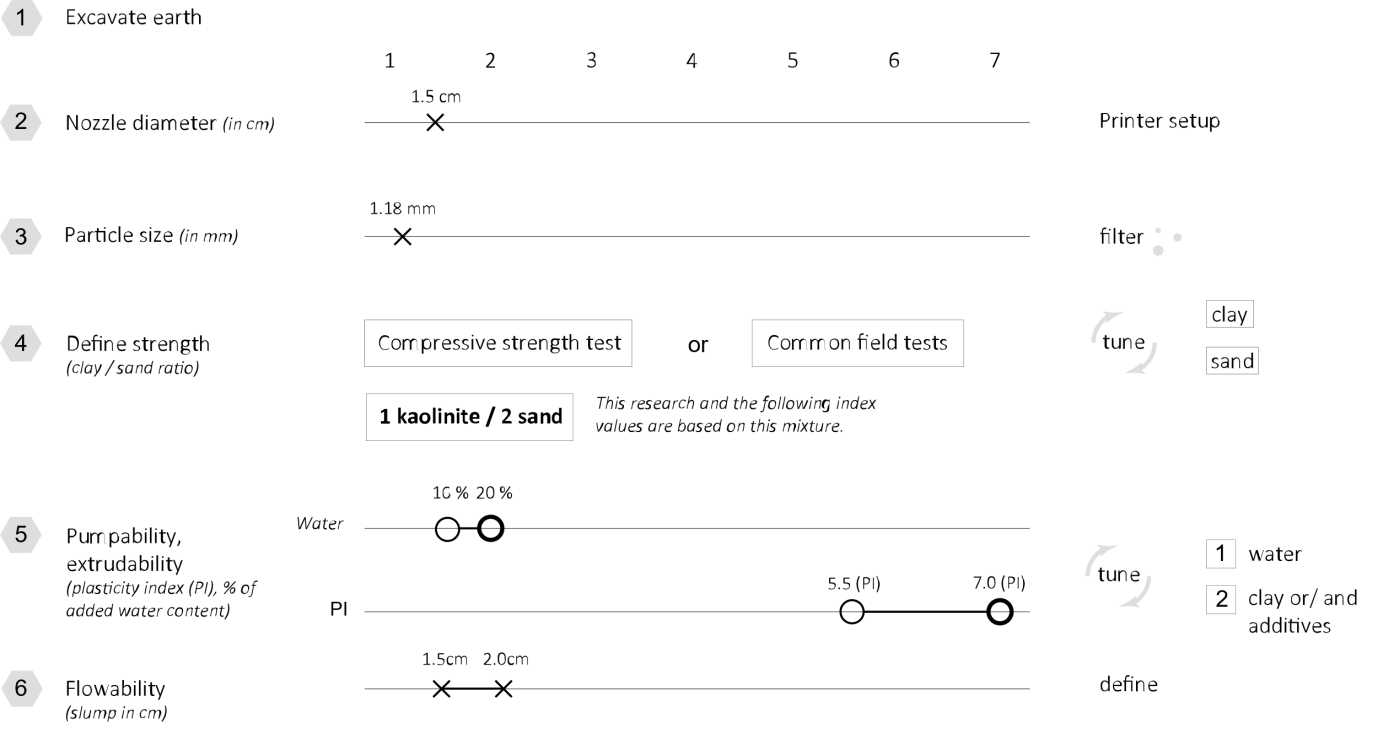 1 Excavate earth
1 2 3 4 5 6 7
1.5 cm
2 Nozzle diameter (in cm) Printer setup
1.18 mm
3 Particle size (in mm) filter
4 Define strength
(clay / sand ratio)
Compressive strength test or Common field tests
tune
clay
sand
1 kaolinite / 2 sand
This research and the following index
values are based on this mixture.
5 Pumpability,
extrudability
(plasticity index (PI), % of
added water content)
Water
16 % 20 %
PI
5.5 (PI) 7.0 (PI)
tune
1 water
2 clay or/ and
additives
1.5cm 2.0cm
6 Flowability
(slump in cm)
define